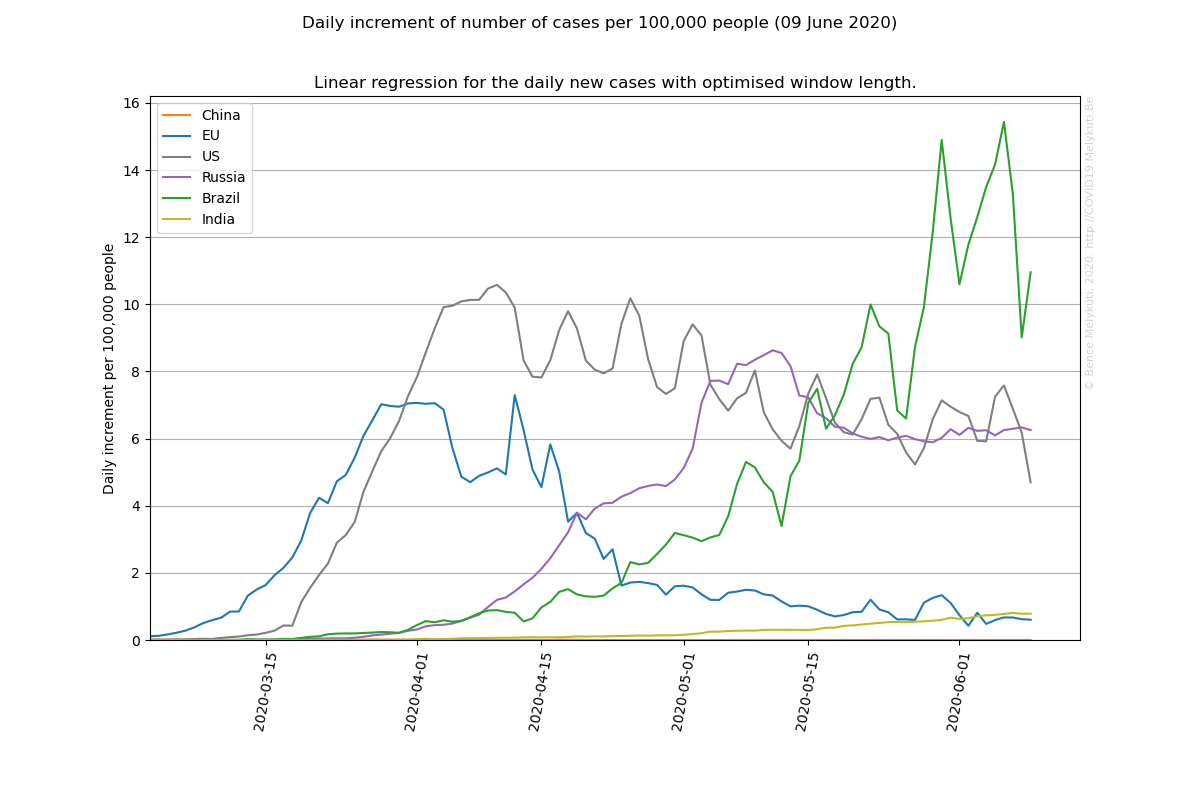 Daily increment of number of cases per 100,000 people (09 June 2020)
Linear regression for the daily new cases with optimised window length.
16
14
12
10
8
6
4
2
0
Daily increment per 100,000 people
China
EU
US
Russia
Brazil
India
2020-03-15
2020-04-01
2020-04-15
2020-05-01
2020-05-15
2020-06-01
© Bence Mélykúti, 2020. http://COVID19.Melykuti.Be